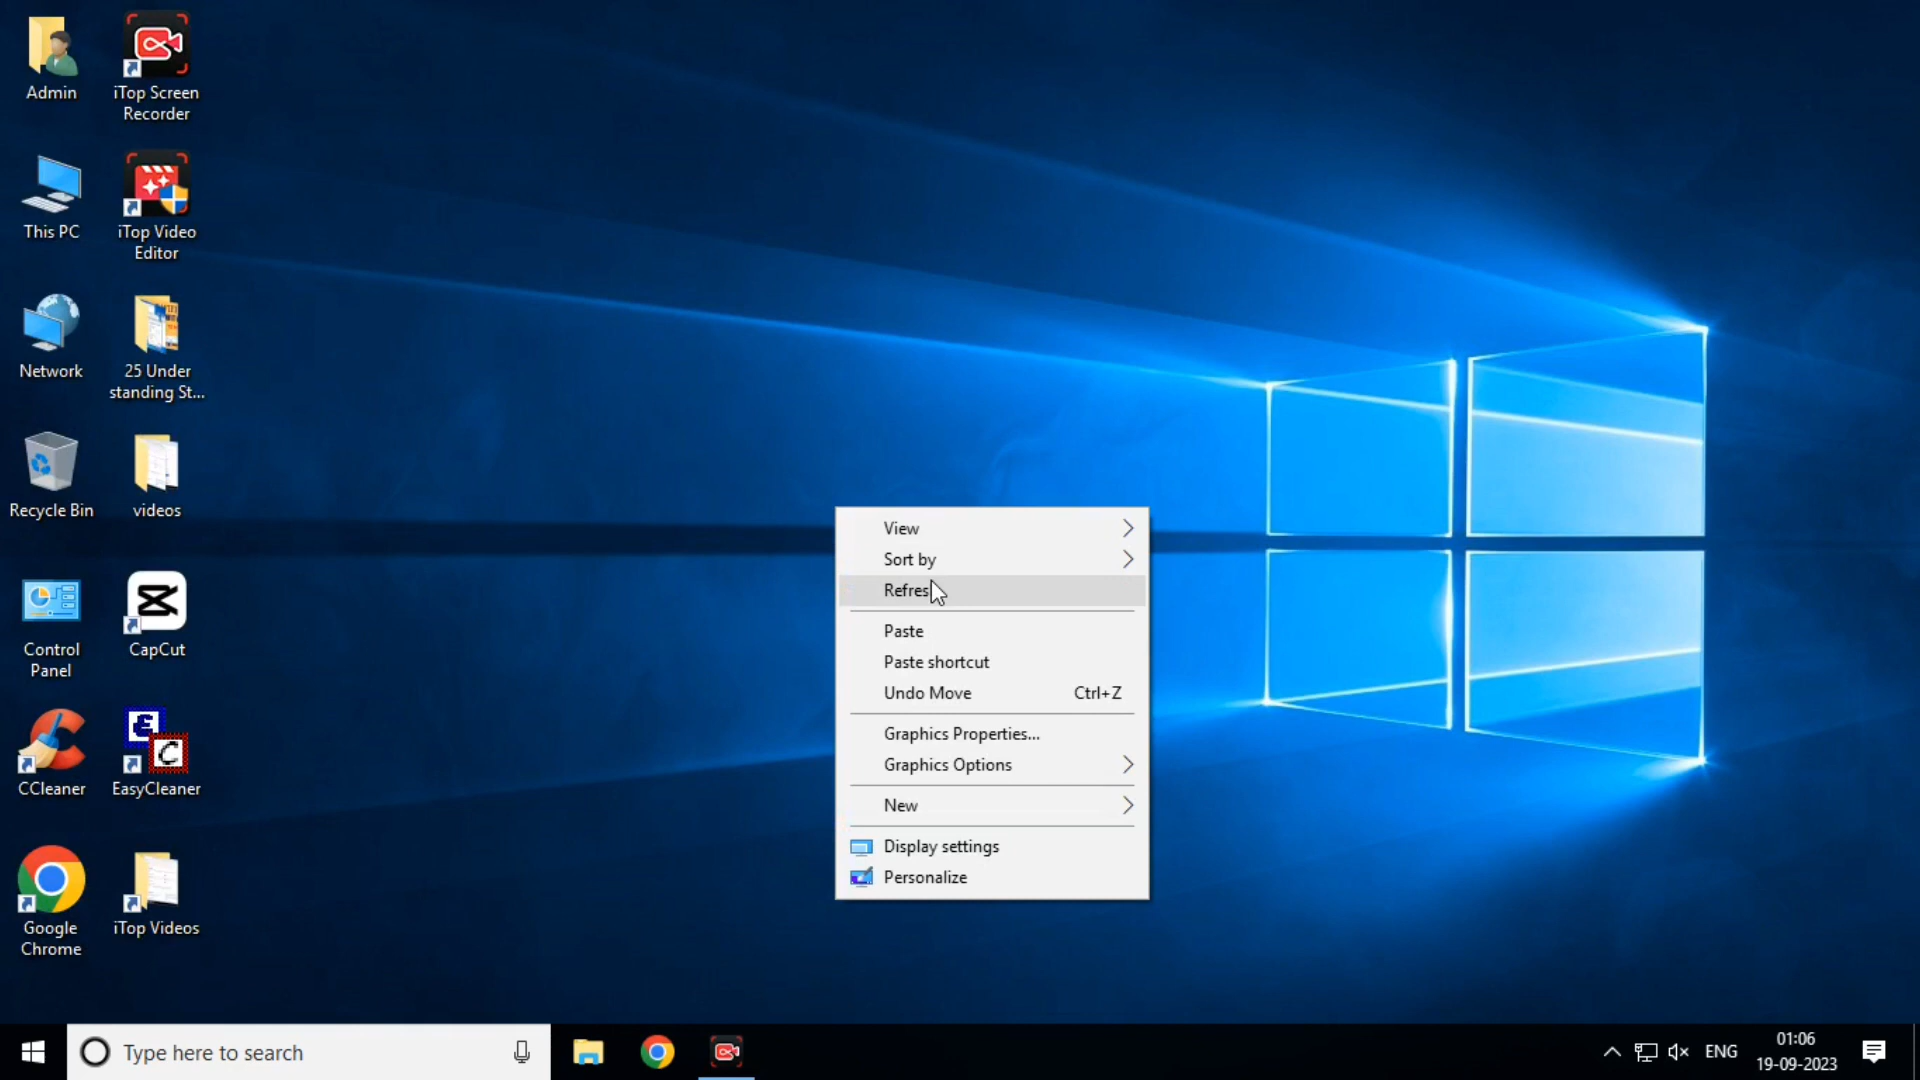 Admin
iTop Screen
Recorder
This PC
iTop Video
Editor
Network
25 Under
standing St...
Recycle Bin
videos
Control
Panel
CapCut
CCleaner
EasyCleaner
Google
Chrome
iTop Videos
View
Sort by
Refres
Paste
Paste shortcut
Undo Move Ctrl+Z
Graphics Properties...
Graphics Options
New
Display settings
Personalize
Type here to search
ENG
01:06
19-09-2023